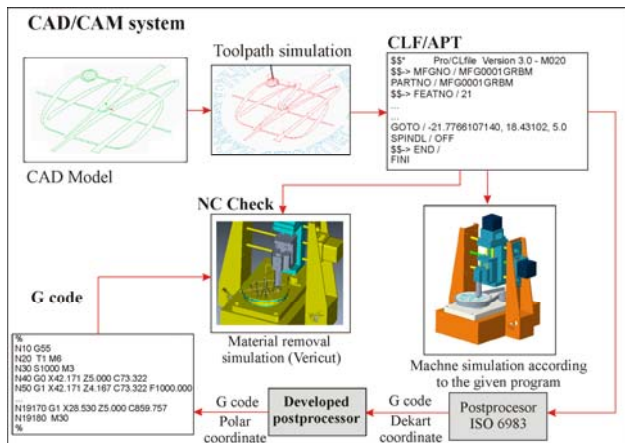 CAD/CAM system
Toolpath simulation
CLF/APT
$$* Pro/CLfile Version 3.0 - M020
$$-> MFGNO / MFG0001GRBM
PARTNO / MFG0001GRBM
$$-> FEATNO / 21
...
...
GOTO / -21.7766107140, 18.43102, 5.0
SPINDL / OFF
$$-> END /
FINI
CAD Model
NC Check
Material removal
simulation (Vericut)
Machne simulation according
to the given program
G code
%
N10 G55
N20 T1 M6
N30 S1000 M3
N40 G0 X42.171 Z5.000 C73.322
N50 G1 X42.171 Z4.167 C73.322 F1000.000
...
N19170 G1 X28.530 Z5.000 C859.757
N19180 M30
%
G code
Polar
coordinate
Developed
postprocessor
G code
Dekart
coordinate
Postprocesor
ISO 6983